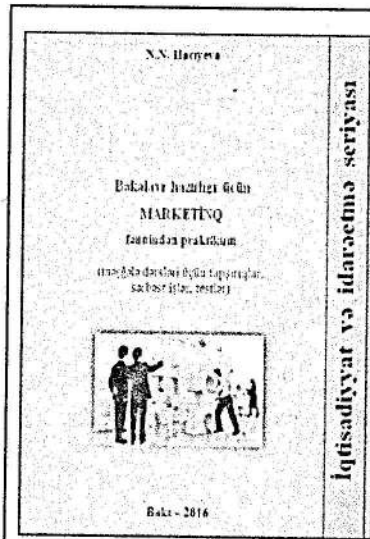 N.N.
Bakalavr hazırlığı üçün
MARKETİNQ
fənnindən praktikum
(məşğələ dərsləri üçün tapşırıqlar,
sərbəst işlər, testlər)
Bakı - 2016
İqtisadiyyat və idarəetmə seriyası